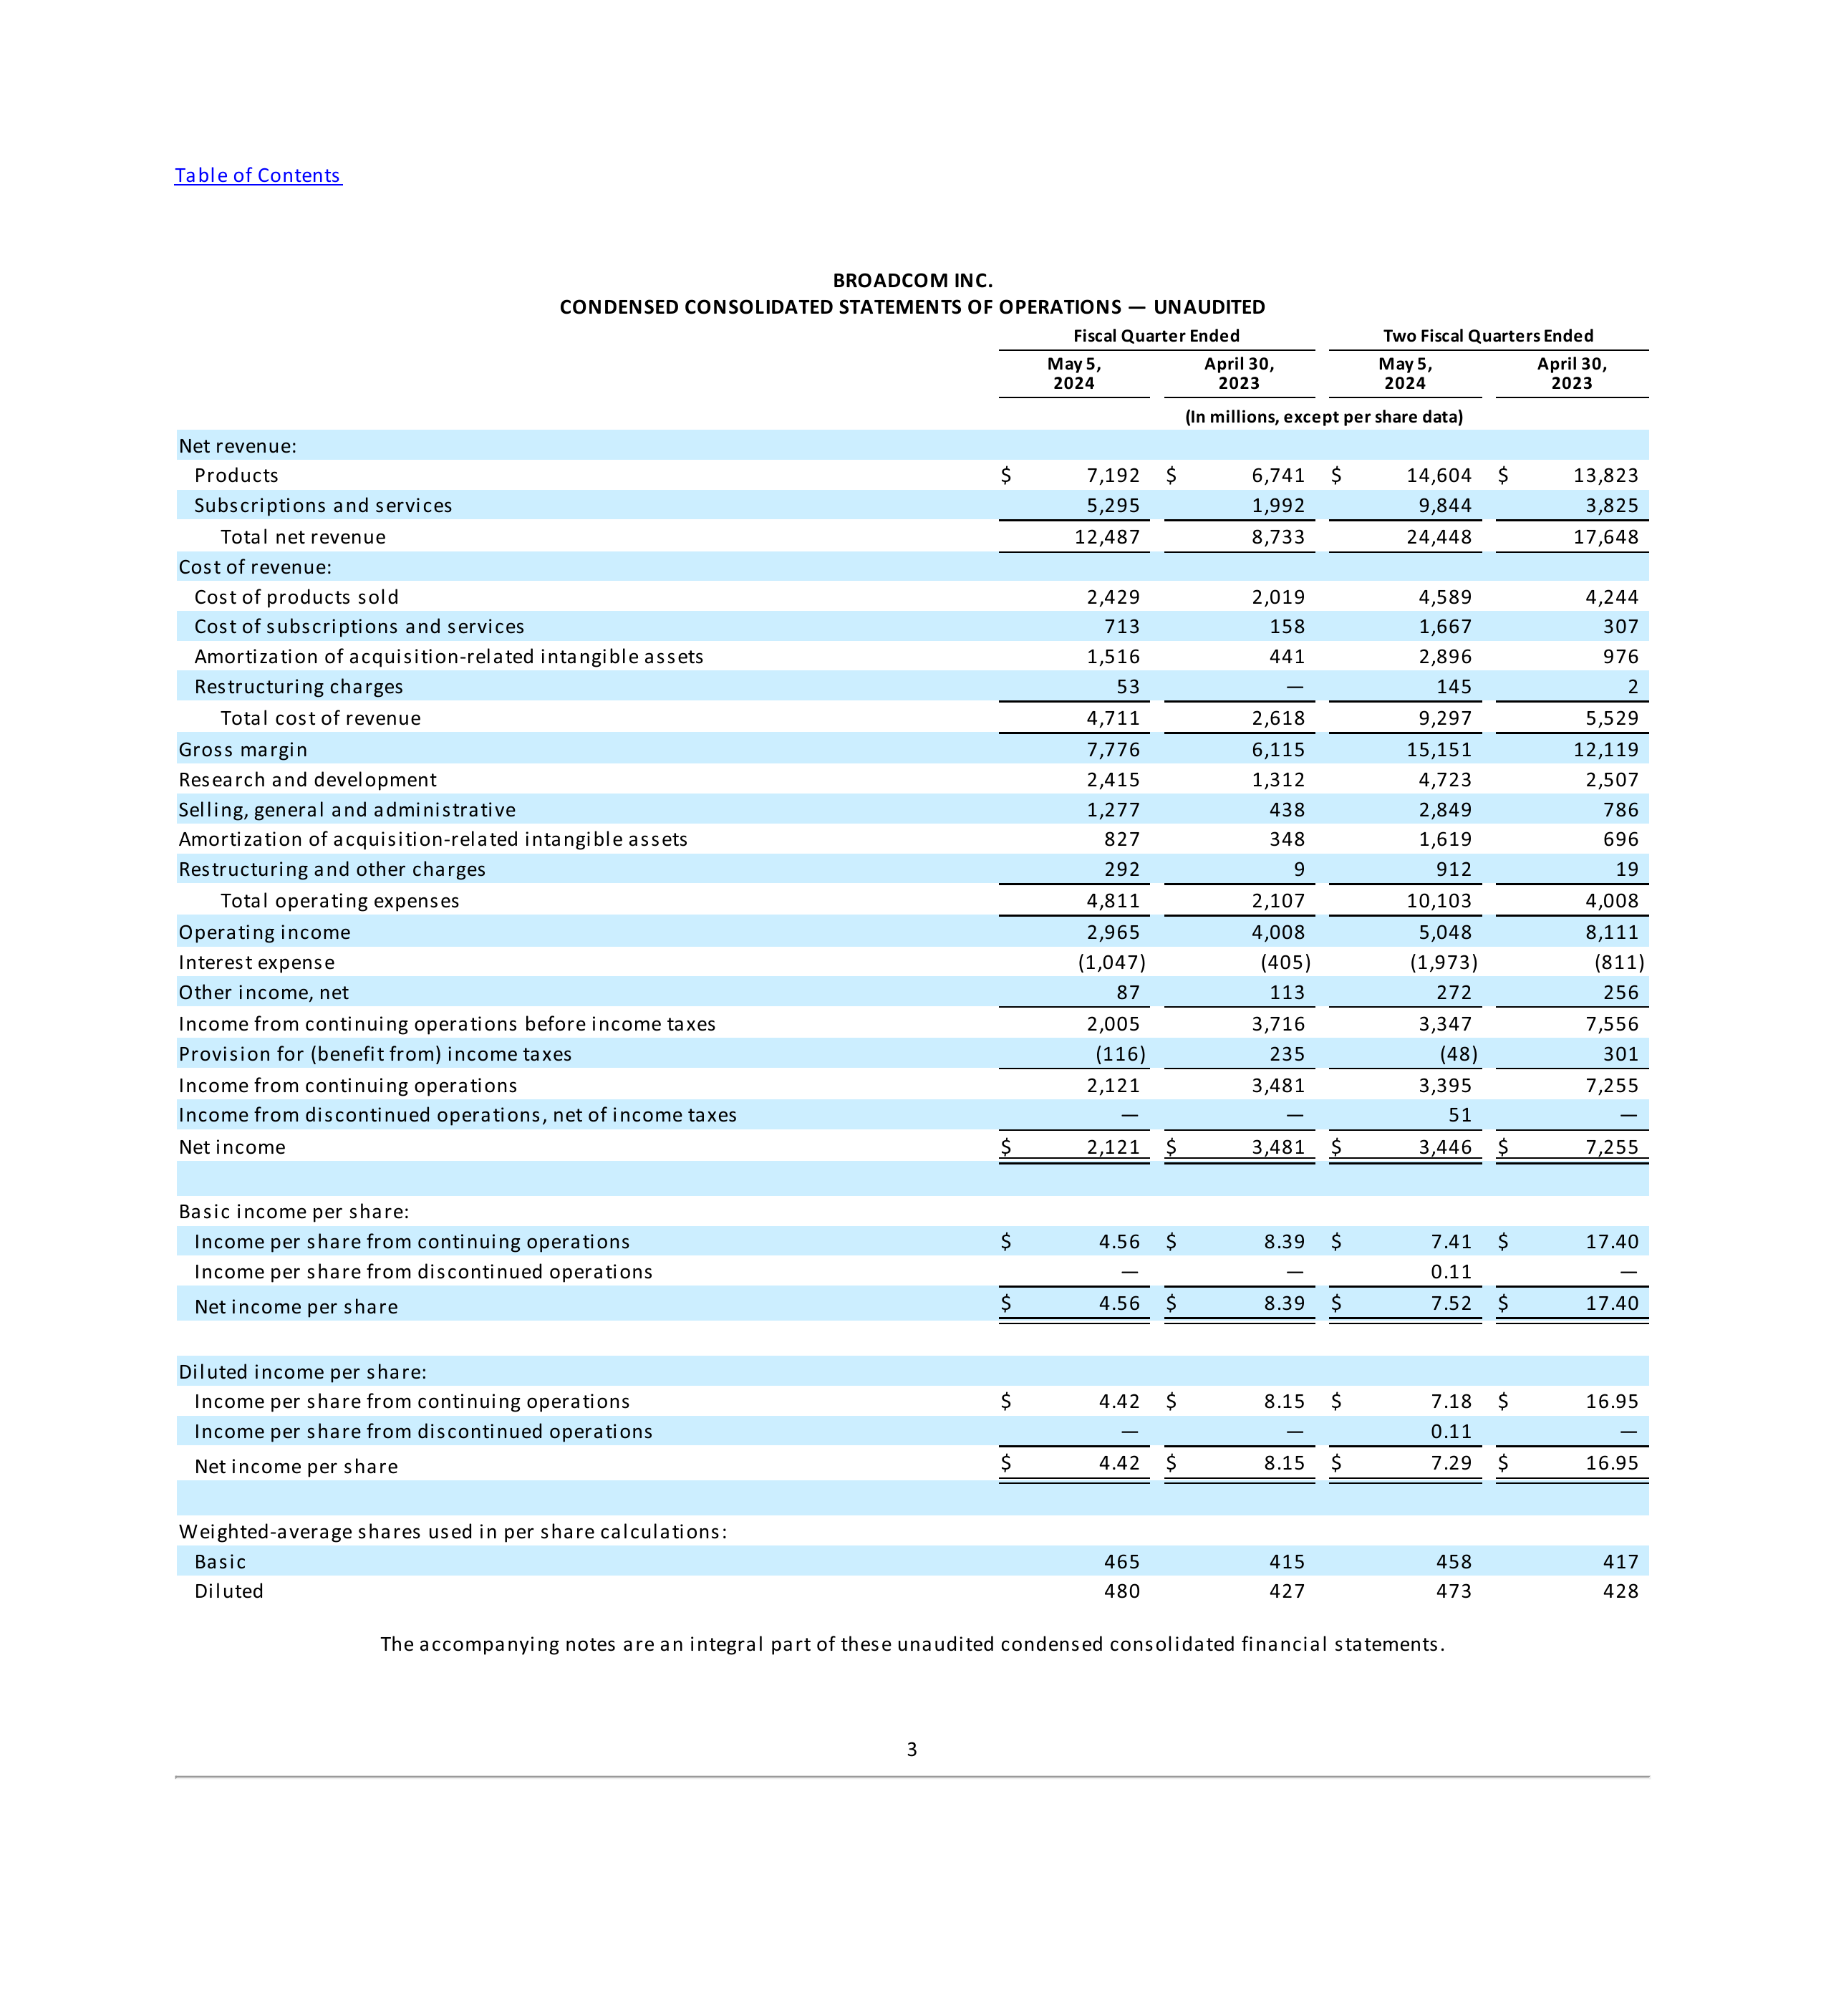 Table of Contents
BROADCOM INC.
CONDENSED CONSOLIDATED STATEMENTS OF OPERATIONS — UNAUDITED
Fiscal Quarter Ended Two Fiscal Quarters Ended
May 5, 2024 April 30, 2023 May 5, 2024 April 30, 2023
(In millions, except per share data)
Net revenue:
Products $ 7,192 $ 6,741 $ 14,604 $ 13,823
Subscriptions and services 5,295 1,992 9,844 3,825
Total net revenue 12,487 8,733 24,448 17,648
Cost of revenue:
Cost of products sold 2,429 2,019 4,589 4,244
Cost of subscriptions and services 713 158 1,667 307
Amortization of acquisition-related intangible assets 1,516 441 2,896 976
Restructuring charges 53 — 145 2
Total cost of revenue 4,711 2,618 9,297 5,529
Gross margin 7,776 6,115 15,151 12,119
Research and development 2,415 1,312 4,723 2,507
Selling, general and administrative 1,277 438 2,849 786
Amortization of acquisition-related intangible assets 827 348 1,619 696
Restructuring and other charges 292 9 912 19
Total operating expenses 4,811 2,107 10,103 4,008
Operating income 2,965 4,008 5,048 8,111
Interest expense (1,047) (405) (1,973) (811)
Other income, net 87 113 272 256
Income from continuing operations before income taxes 2,005 3,716 3,347 7,556
Provision for (benefit from) income taxes (116) 235 (48) 301
Income from continuing operations 2,121 3,481 3,395 7,255
Income from discontinued operations, net of income taxes — — 51 —
Net income $ 2,121 $ 3,481 $ 3,446 $ 7,255
Basic income per share:
Income per share from continuing operations $ 4.56 $ 8.39 $ 7.41 $ 17.40
Income per share from discontinued operations — — 0.11 —
Net income per share $ 4.56 $ 8.39 $ 7.52 $ 17.40
Diluted income per share:
Income per share from continuing operations $ 4.42 $ 8.15 $ 7.18 $ 16.95
Income per share from discontinued operations — — 0.11 —
Net income per share $ 4.42 $ 8.15 $ 7.29 $ 16.95
Weighted-average shares used in per share calculations:
Basic 465 415 458 417
Diluted 480 427 473 428
The accompanying notes are an integral part of these unaudited condensed consolidated financial statements.
3